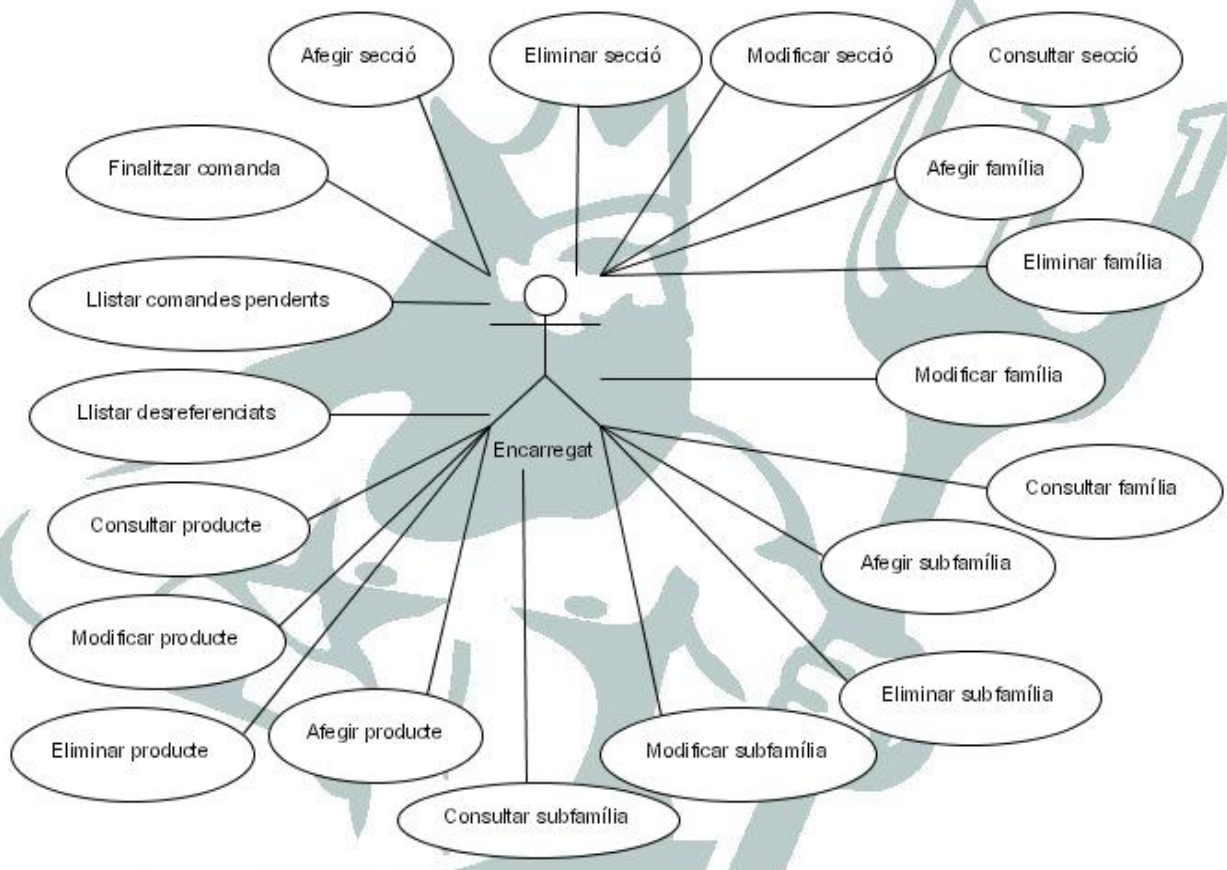 Afegir secció
Eliminar secció
Modificar secció
Consultar secció
Finalitzar comanda
Afegir família
Eliminar família
Llistar comandes pendents
Modificar família
Llistar desreferenciats
Encarregat
Consultar família
Consultar producte
Afegir subfamília
Modificar producte
Eliminar subfamília
Afegir producte
Eliminar producte
Modificar subfamília
Consultar subfamília